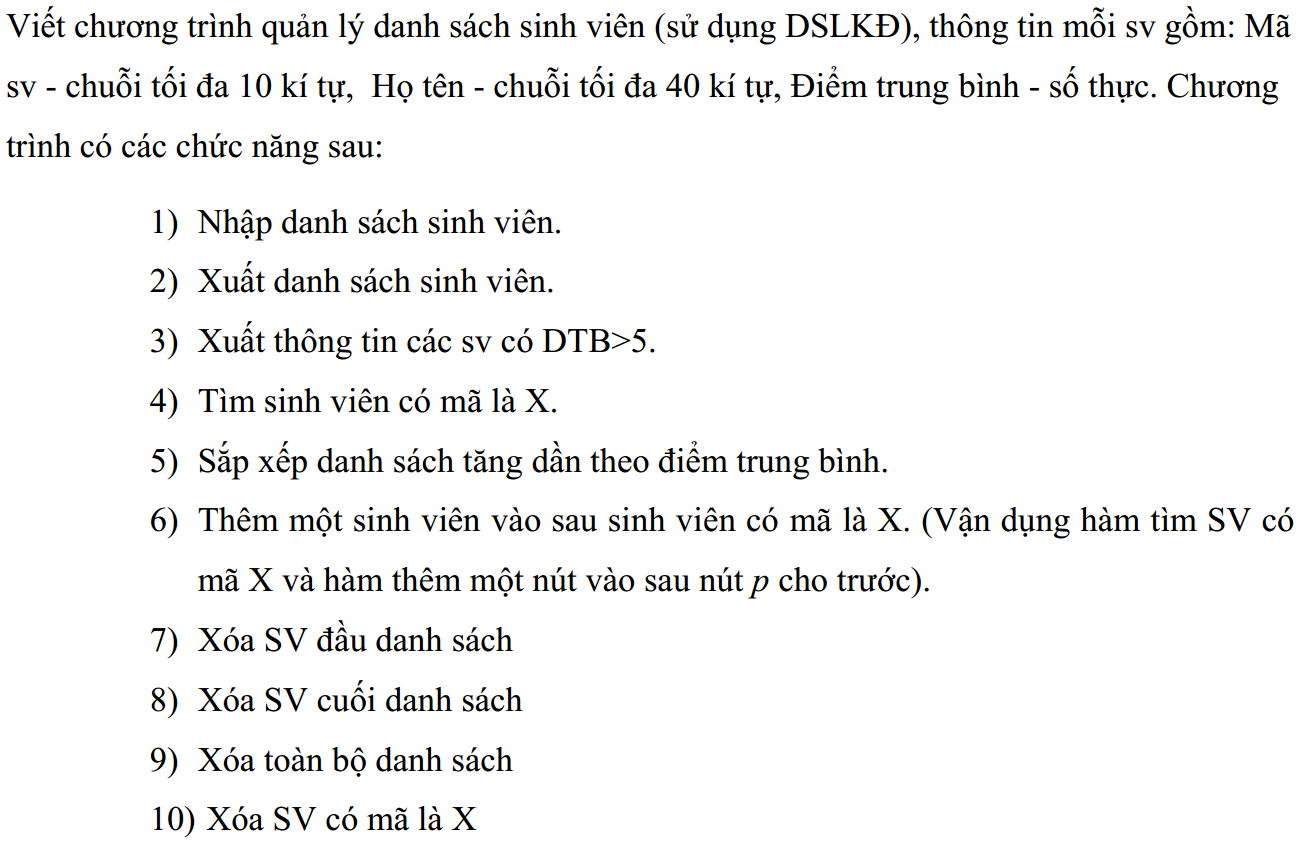 Viết chương trình quản lý danh sách sinh viên (sử dụng DSLKĐ), thông tin mỗi sv gồm: Mã
sv - chuỗi tối đa 10 kí tự, Họ tên - chuỗi tối đa 40 kí tự, Điểm trung bình - số thực. Chương
trình có các chức năng sau:
1) Nhập danh sách sinh viên.
2) Xuất danh sách sinh viên.
3) Xuất thông tin các sv có DTB>5.
4) Tìm sinh viên có mã là X.
5) Sắp xếp danh sách tăng dần theo điểm trung bình.
6) Thêm một sinh viên vào sau sinh viên có mã là X. (Vận dụng hàm tìm SV có
mã X và hàm thêm một nút vào sau nút p cho trước).
7) Xóa SV đầu danh sách
8) Xóa SV cuối danh sách
9) Xóa toàn bộ danh sách
10) Xóa SV có mã là X